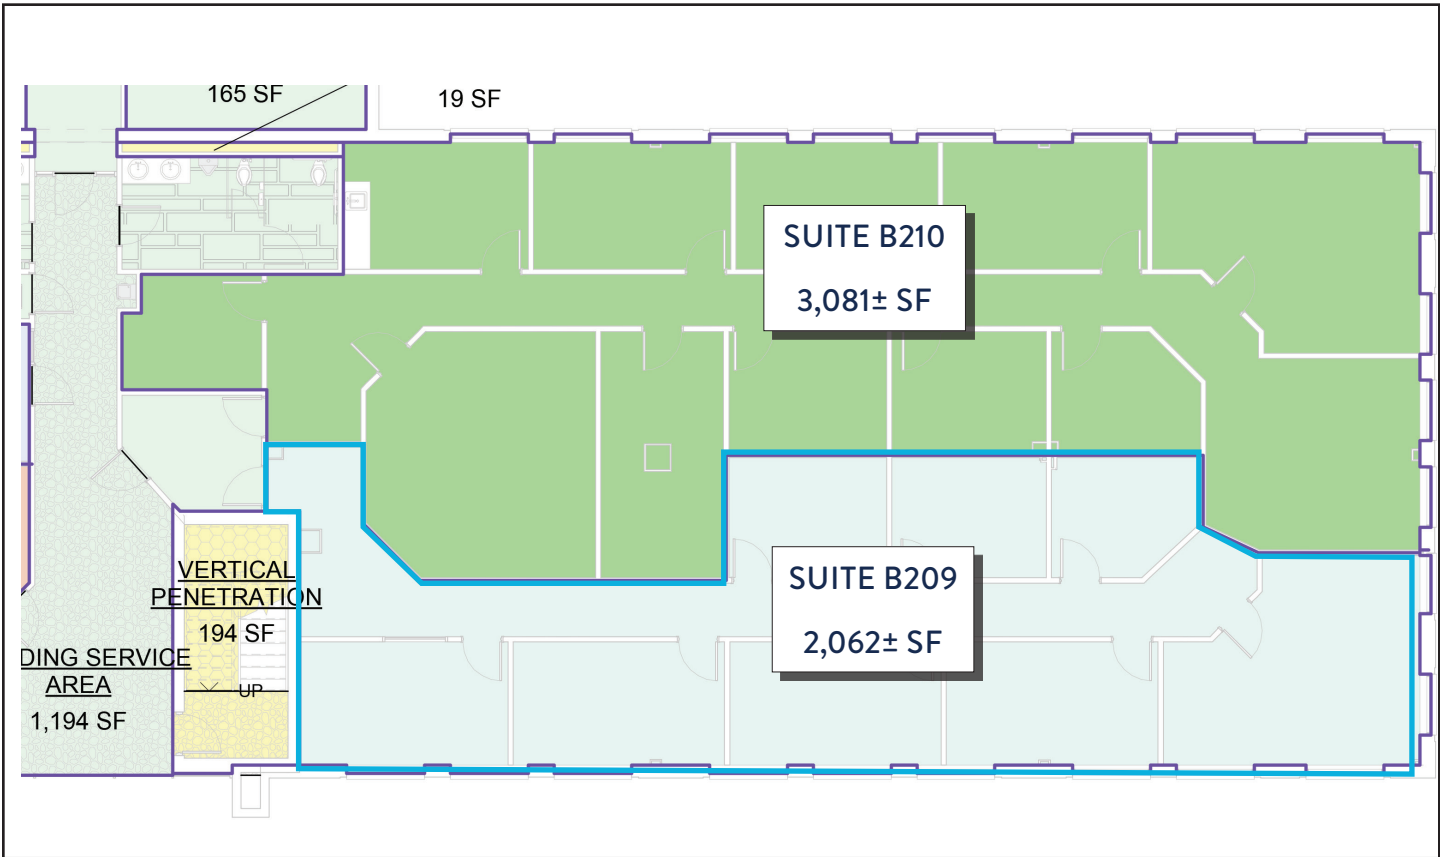 165 SF
19 SF
SUITE B210
3,081± SF
SUITE B209
2,062± SF
VERTICAL
PENETRATION
194 SF
DING SERVICE
AREA
1,194 SF
UP